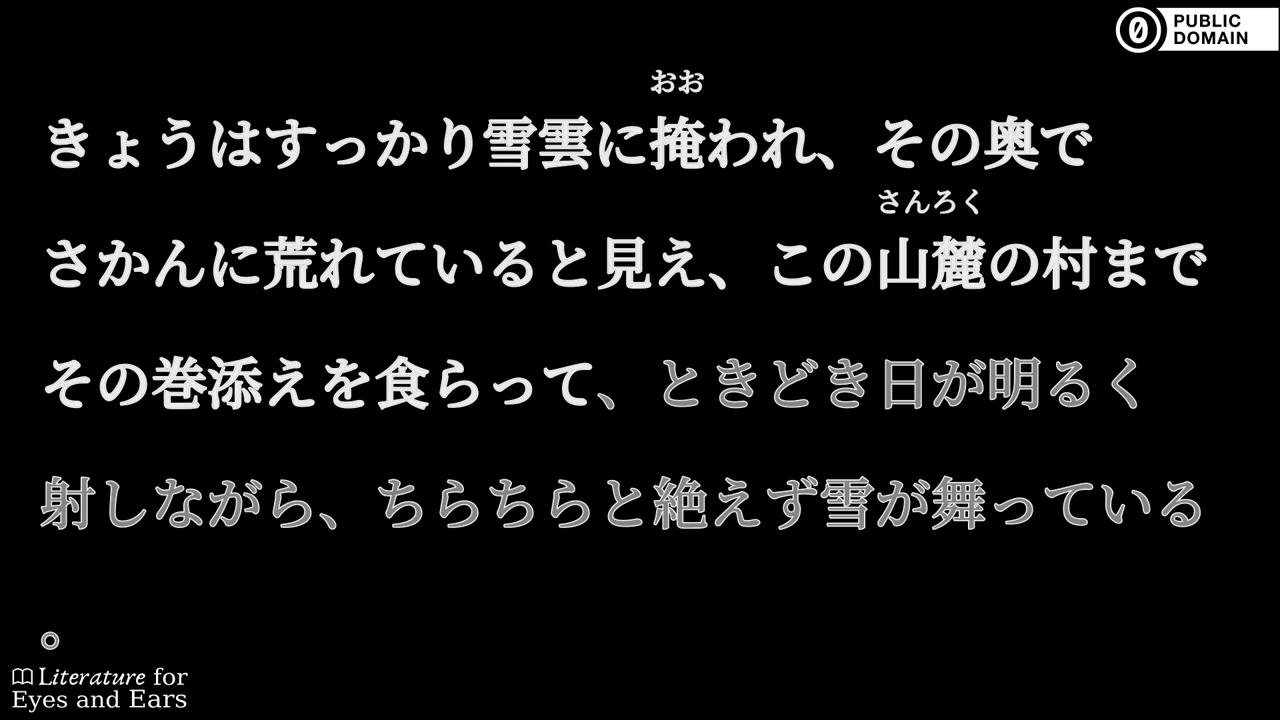 0 PUBLIC
DOMAIN
おお
きょうはすっかり雪雲に掩われ、その奥で
さんろく
さかんに荒れていると見え、この山麓の村まで
その巻添えを食らって、ときどき日が明るく
射しながら、ちらちらと絶えず雪が舞っている
。
Literature for
Eyes and Ears